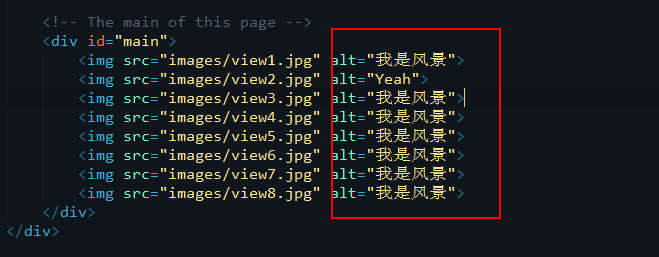 <!-- The main of this page -->
<div id="main">
<img src="images/view1.jpg" alt="我是风景">
<img src="images/view2.jpg" alt="Yeah">
<img src="images/view3.jpg" alt="我是风景">
<img src="images/view4.jpg" alt="我是风景">
<img src="images/view5.jpg" alt="我是风景">
<img src="images/view6.jpg" alt="我是风景">
<img src="images/view7.jpg" alt="我是风景">
<img src="images/view8.jpg" alt="我是风景">
</div>
</div>